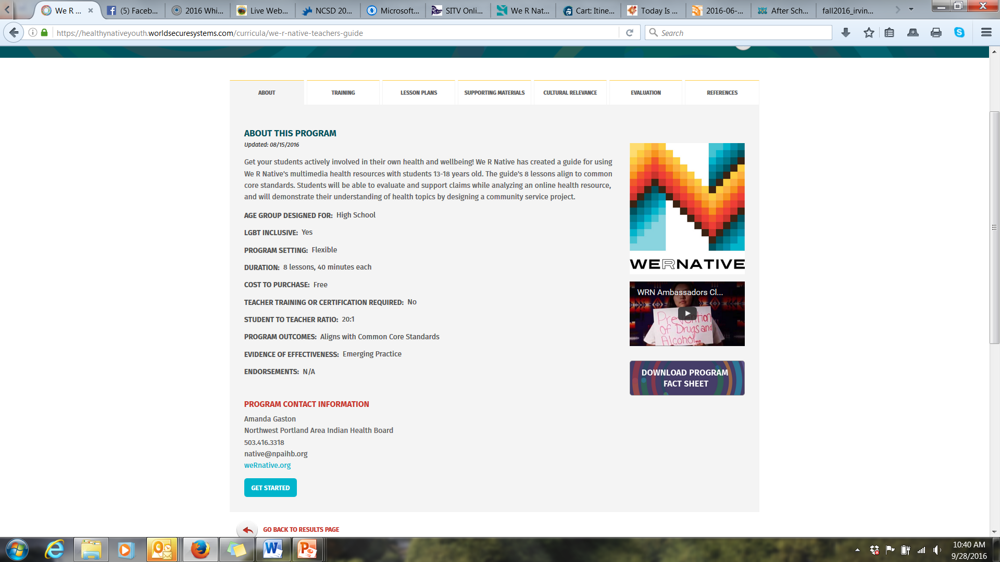 We R ...
(5) Faceb...
2016 Whi...
Live Web...
NCSD 20...
Microsoft...
SITV Onli...
We R Nat...
Cart: Itine...
Today Is ...
2016-06-...
After Sch...
fall2016_irvin...
https://healthynativeyouth.worldsecuresystems.com/curricula/we-r-native-teachers-guide
Search
ABOUT
TRAINING
LESSON PLANS
SUPPORTING MATERIALS
CULTURAL RELEVANCE
EVALUATION
REFERENCES
ABOUT THIS PROGRAM
Updated: 08/15/2016
Get your students actively involved in their own health and wellbeing! We R Native has created a guide for using
We R Native's multimedia health resources with students 13-18 years old. The guide's 8 lessons align to common
core standards. Students will be able to evaluate and support claims while analyzing an online health resource,
and will demonstrate their understanding of health topics by designing a community service project.
AGE GROUP DESIGNED FOR: High School
LGBT INCLUSIVE: Yes
PROGRAM SETTING: Flexible
DURATION: 8 lessons, 40 minutes each
COST TO PURCHASE: Free
TEACHER TRAINING OR CERTIFICATION REQUIRED: No
STUDENT TO TEACHER RATIO: 20:1
PROGRAM OUTCOMES: Aligns with Common Core Standards
EVIDENCE OF EFFECTIVENESS: Emerging Practice
ENDORSEMENTS: N/A
WERNATIVE
WRN Ambassadors Cl...
Prevention
of Drugs and
Alcohol...
DOWNLOAD PROGRAM
FACT SHEET
PROGRAM CONTACT INFORMATION
Amanda Gaston
Northwest Portland Area Indian Health Board
503.416.3318
native@npaihb.org
weRnative.org
GET STARTED
GO BACK TO RESULTS PAGE
10:40 AM
9/28/2016